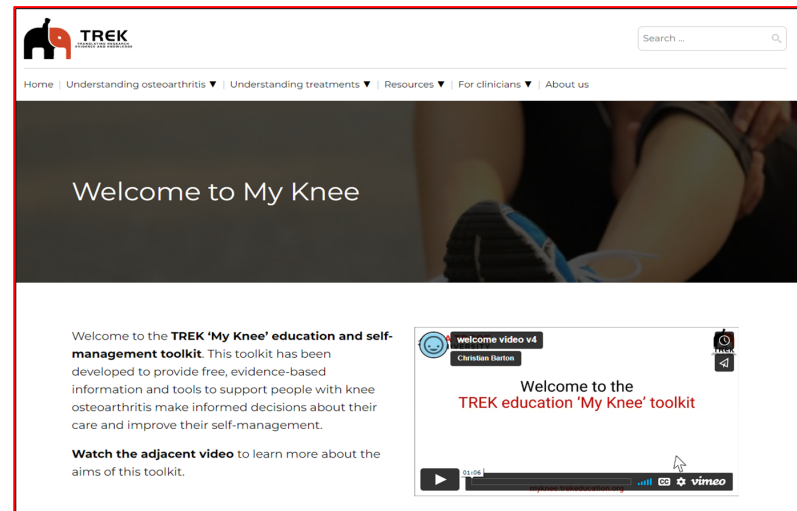 TREK
TRANSLATING RESEARCH
EVIDENCE AND KNOWLEDGE
Search ...
Home | Understanding osteoarthritis ▼ | Understanding treatments ▼ | Resources ▼ | For clinicians ▼ | About us
Welcome to My Knee
Welcome to the TREK ‘My Knee’ education and self-
management toolkit. This toolkit has been
developed to provide free, evidence-based
information and tools to support people with knee
osteoarthritis make informed decisions about their
care and improve their self-management.
Watch the adjacent video to learn more about the
aims of this toolkit.
welcome video v4
Christian Barton
TREK
Welcome to the
TREK education ‘My Knee’ toolkit
01:06
CC
vimeo
myknee.trekeducation.org